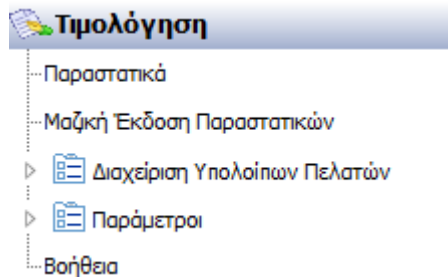 Τιμολόγηση
Παραστατικά
Μαζική Έκδοση Παραστατικών
Διαχείριση Υπολοίπων Πελατών
Παράμετροι
Βοήθεια